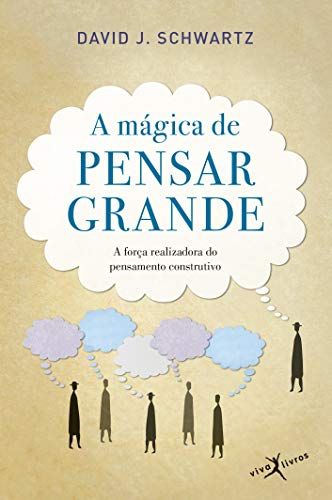 DAVID J. SCHWARTZ
A mágica de
PENSAR
GRANDE
A força realizadora do
pensamento construtivo
viva livros